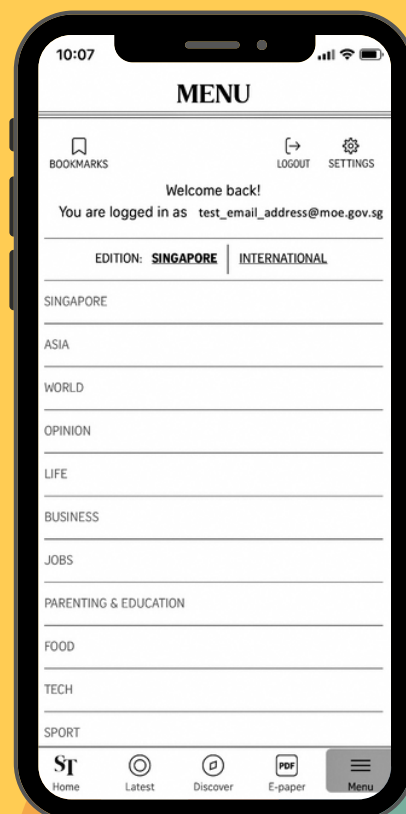 10:07
MENU
BOOKMARKS
LOGOUT
SETTINGS
Welcome back!
You are logged in as test_email_address@moe.gov.sg
EDITION: SINGAPORE INTERNATIONAL
SINGAPORE
ASIA
WORLD
OPINION
LIFE
BUSINESS
JOBS
PARENTING & EDUCATION
FOOD
TECH
SPORT
ST
PDF
Home Latest Discover E-paper Menu